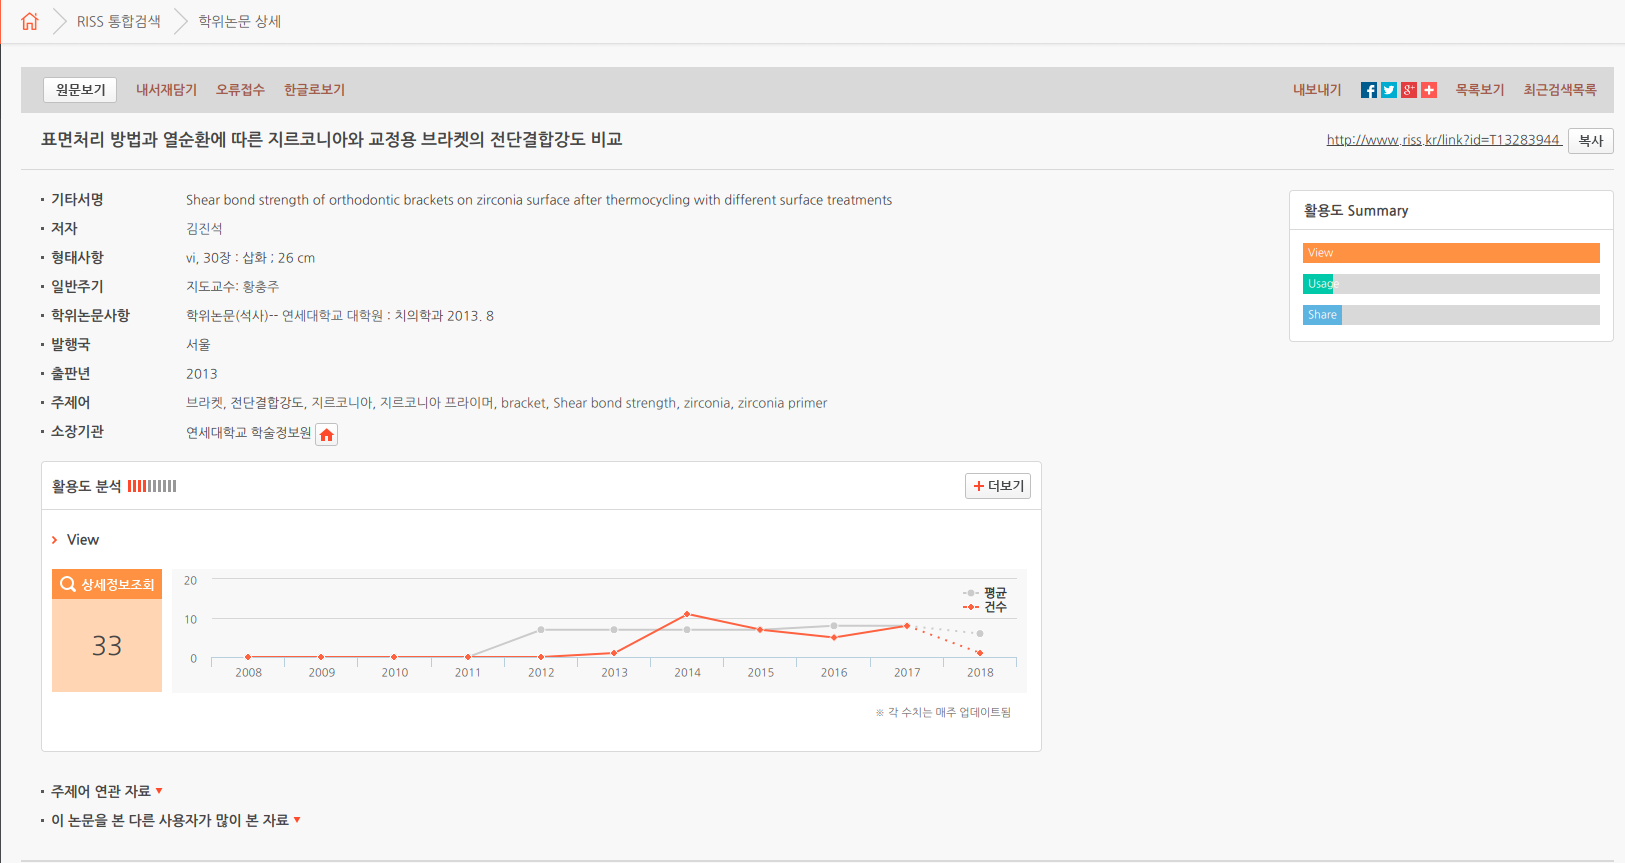 RISS 통합검색 학위논문 상세
원문보기 내서재담기 오류접수 한글로보기 내보내기 목록보기 최근검색목록
표면처리 방법과 열순환에 따른 지르코니아와 교정용 브라켓의 전단결합강도 비교 http://www.riss.kr/link?id=T13283944 복사
기타서명 Shear bond strength of orthodontic brackets on zirconia surface after thermocycling with different surface treatments
저자 김진석
형태사항 vi, 30장 : 삽화 ; 26 cm
일반주기 지도교수: 황충주
학위논문사항 학위논문(석사)-- 연세대학교 대학원 : 치의학과 2013. 8
발행국 서울
출판년 2013
주제어 브라켓, 전단결합강도, 지르코니아, 지르코니아 프라이머, bracket, Shear bond strength, zirconia, zirconia primer
소장기관 연세대학교 학술정보원
활용도 Summary
View
Usage
Share
활용도 분석 + 더보기
View
상세정보조회
33
20
10
0
평균
건수
2008 2009 2010 2011 2012 2013 2014 2015 2016 2017 2018
※ 각 수치는 매주 업데이트됨
주제어 연관 자료
이 논문을 본 다른 사용자가 많이 본 자료